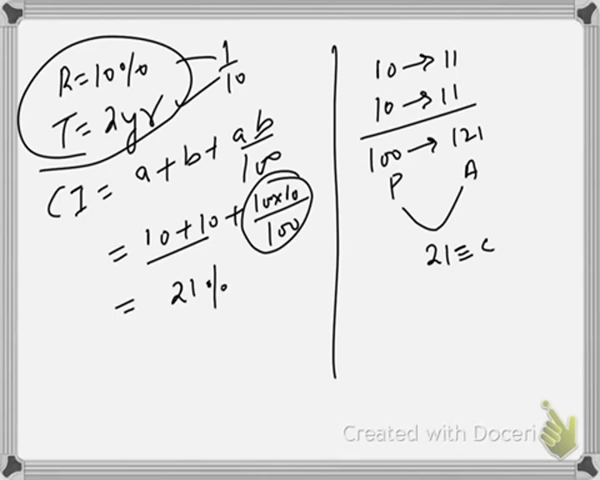 R=10%
1/10
T=2yr
CI = a+b+ab/100
= 10+10+10×10/100
= 21%
10→11
10→11
100→121
P A
21≡C
Created with Doceri